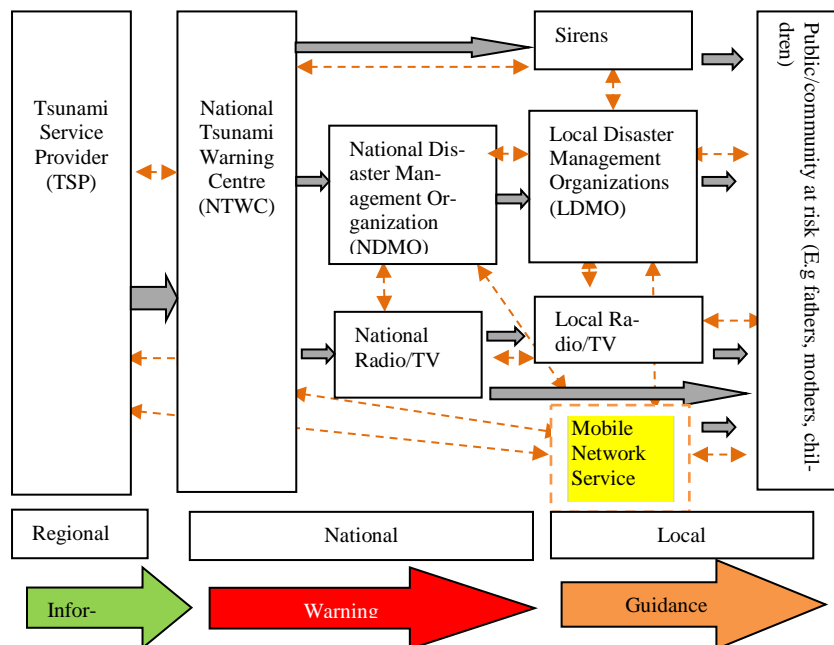 Tsunami
Service
Provider
(TSP)
National
Tsunami
Warning
Centre
(NTWC)
National Dis-
aster Man-
agement Or-
ganization
(NDMO)
National
Radio/TV
Sirens
Local Disaster
Management
Organizations
(LDMO)
Local Ra-
dio/TV
Mobile
Network
Service
Public/community at risk (E.g fathers, mothers, chil-
dren)
Regional
National
Local
Infor-
Warning
Guidance